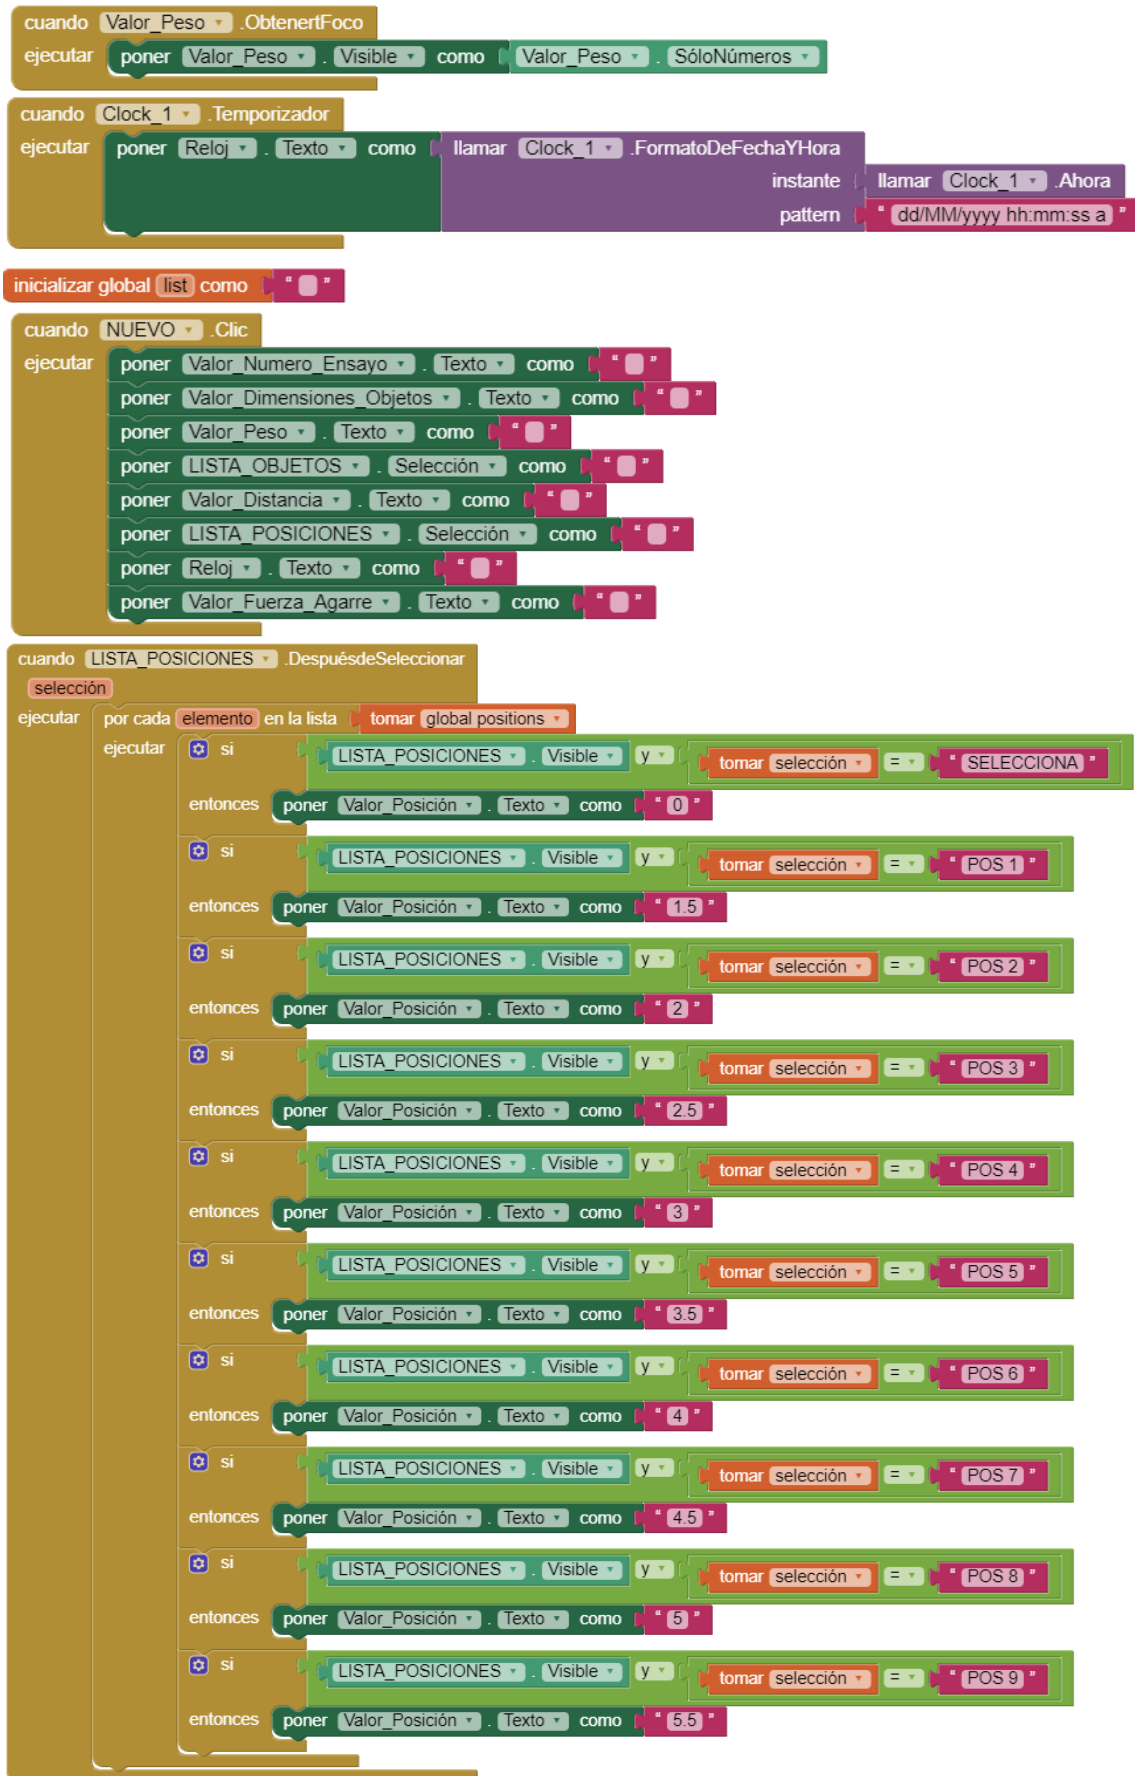 cuando Valor_Peso .ObtenertFoco
ejecutar poner Valor_Peso . Visible como Valor_Peso . SóloNúmeros
cuando Clock_1 .Temporizador
ejecutar poner Reloj . Texto como llamar Clock_1 .FormatoDeFechaYHora
instante llamar Clock_1 .Ahora
pattern “ dd/MM/yyyy hh:mm:ss a ”
inicializar global list como “ ”
cuando NUEVO .Clic
ejecutar poner Valor_Numero_Ensayo . Texto como “ ”
poner Valor_Dimensiones_Objetos . Texto como “ ”
poner Valor_Peso . Texto como “ ”
poner LISTA_OBJETOS . Selección como “ ”
poner Valor_Distancia . Texto como “ ”
poner LISTA_POSICIONES . Selección como “ ”
poner Reloj . Texto como “ ”
poner Valor_Fuerza_Agarre . Texto como “ ”
cuando LISTA_POSICIONES .DespuésdeSeleccionar
selección
ejecutar por cada elemento en la lista tomar global positions
ejecutar si LISTA_POSICIONES . Visible y tomar selección = “ SELECCIONA ”
entonces poner Valor_Posición . Texto como “ 0 ”
si LISTA_POSICIONES . Visible y tomar selección = “ POS 1 ”
entonces poner Valor_Posición . Texto como “ 1.5 ”
si LISTA_POSICIONES . Visible y tomar selección = “ POS 2 ”
entonces poner Valor_Posición . Texto como “ 2 ”
si LISTA_POSICIONES . Visible y tomar selección = “ POS 3 ”
entonces poner Valor_Posición . Texto como “ 2.5 ”
si LISTA_POSICIONES . Visible y tomar selección = “ POS 4 ”
entonces poner Valor_Posición . Texto como “ 3 ”
si LISTA_POSICIONES . Visible y tomar selección = “ POS 5 ”
entonces poner Valor_Posición . Texto como “ 3.5 ”
si LISTA_POSICIONES . Visible y tomar selección = “ POS 6 ”
entonces poner Valor_Posición . Texto como “ 4 ”
si LISTA_POSICIONES . Visible y tomar selección = “ POS 7 ”
entonces poner Valor_Posición . Texto como “ 4.5 ”
si LISTA_POSICIONES . Visible y tomar selección = “ POS 8 ”
entonces poner Valor_Posición . Texto como “ 5 ”
si LISTA_POSICIONES . Visible y tomar selección = “ POS 9 ”
entonces poner Valor_Posición . Texto como “ 5.5 ”